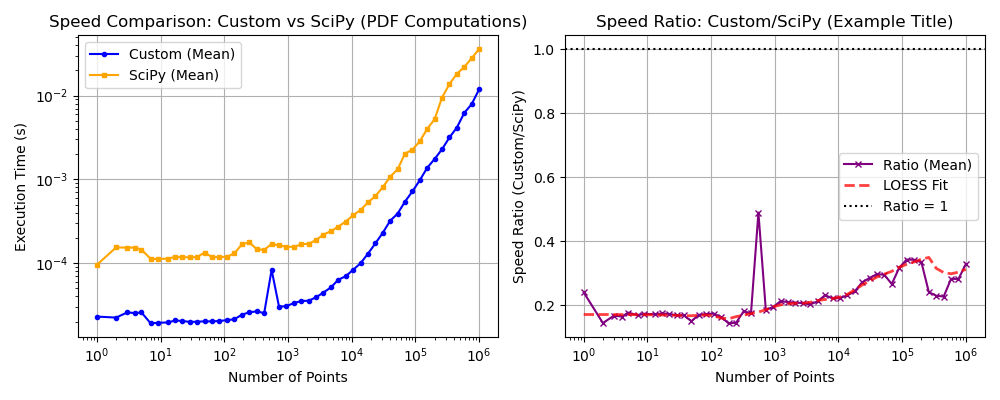 Speed Comparison: Custom vs SciPy (PDF Computations)
Custom (Mean)
SciPy (Mean)
Execution Time (s)
10⁻²
10⁻³
10⁻⁴
10⁰ 10¹ 10² 10³ 10⁴ 10⁵ 10⁶
Number of Points
Speed Ratio: Custom/SciPy (Example Title)
Ratio (Mean)
LOESS Fit
Ratio = 1
Speed Ratio (Custom/SciPy)
1.0
0.8
0.6
0.4
0.2
10⁰ 10¹ 10² 10³ 10⁴ 10⁵ 10⁶
Number of Points